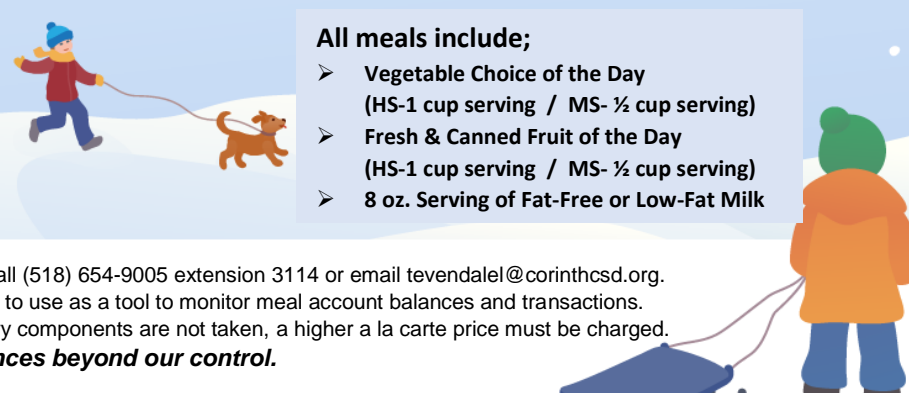 All meals include;
➢ Vegetable Choice of the Day
(HS-1 cup serving / MS- ½ cup serving)
➢ Fresh & Canned Fruit of the Day
(HS-1 cup serving / MS- ½ cup serving)
➢ 8 oz. Serving of Fat-Free or Low-Fat Milk
all (518) 654-9005 extension 3114 or email tevendalel@corinthcsd.org.
to use as a tool to monitor meal account balances and transactions.
y components are not taken, a higher a la carte price must be charged.
nces beyond our control.